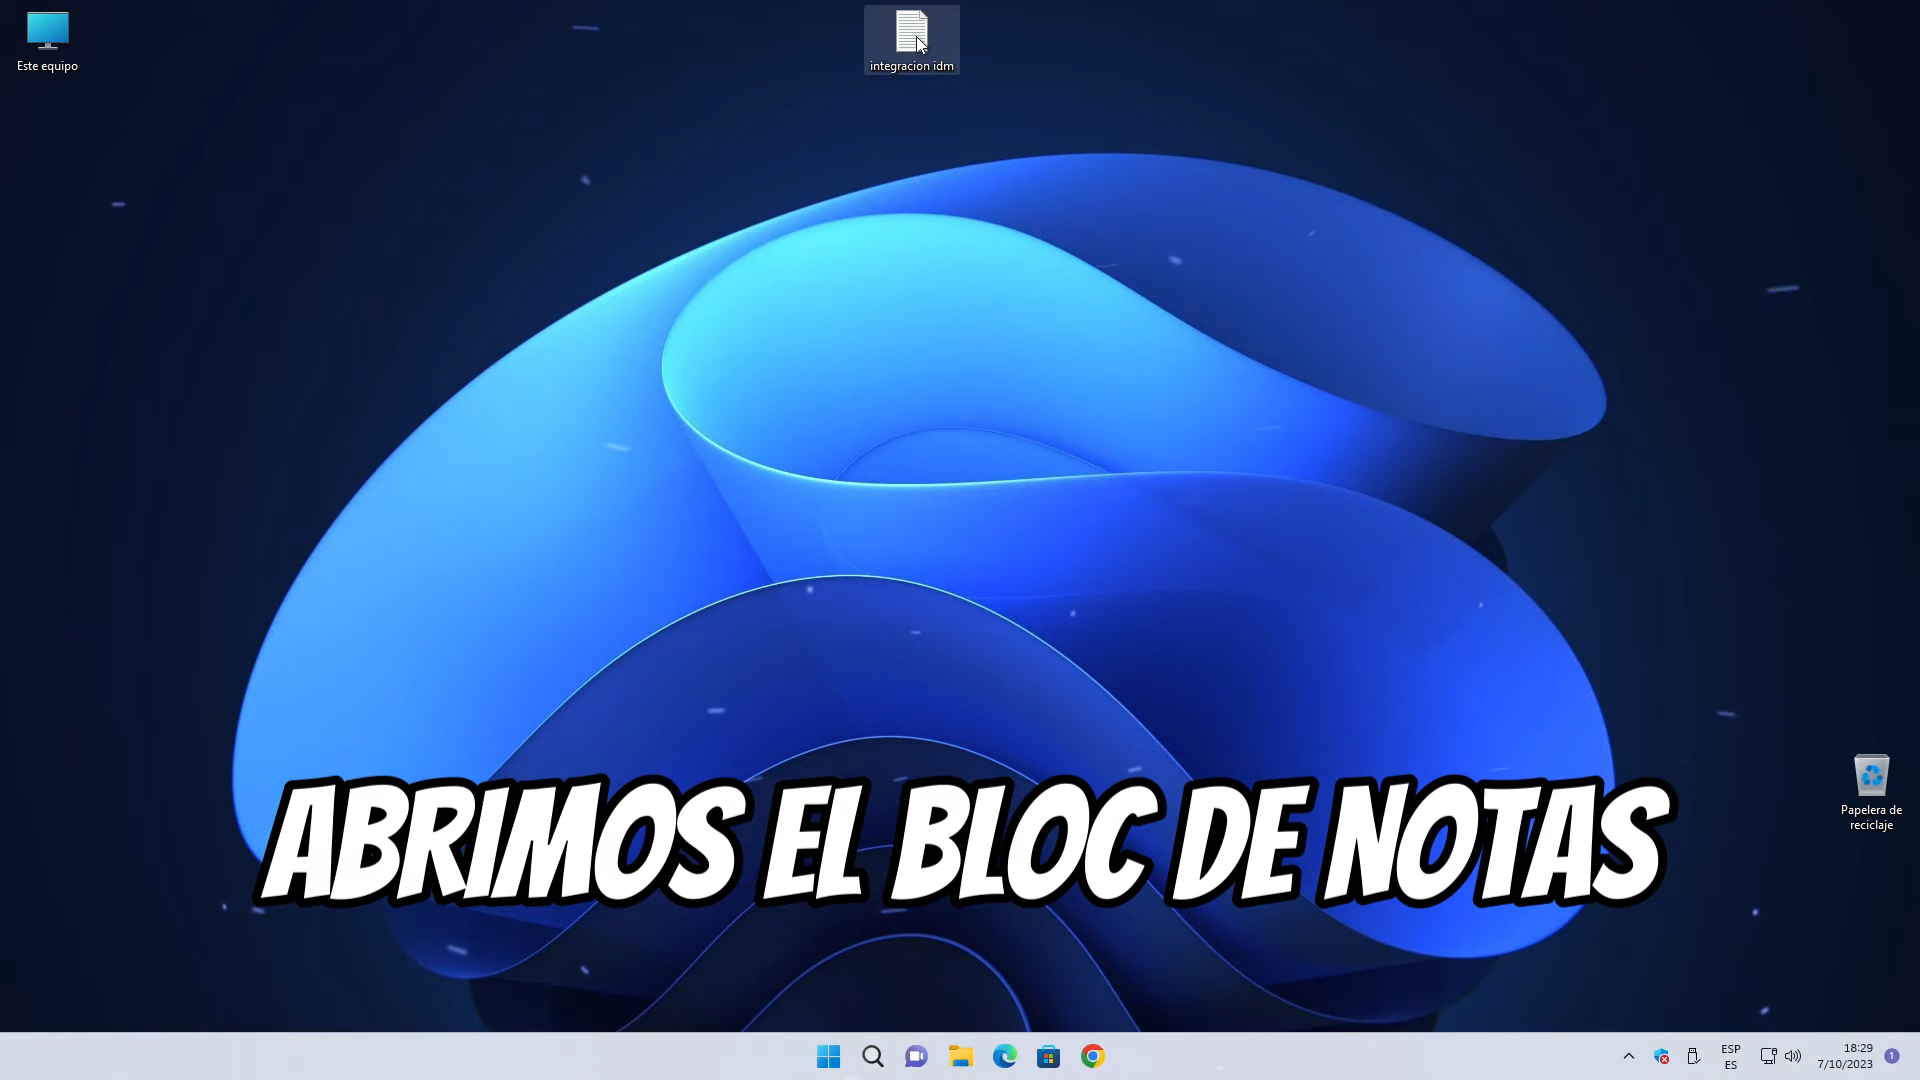 Este equipo
integracion idm
ABRIMOS EL BLOC DE NOTAS
Papelera de
reciclaje
ESP
ES
18:29
7/10/2023
1